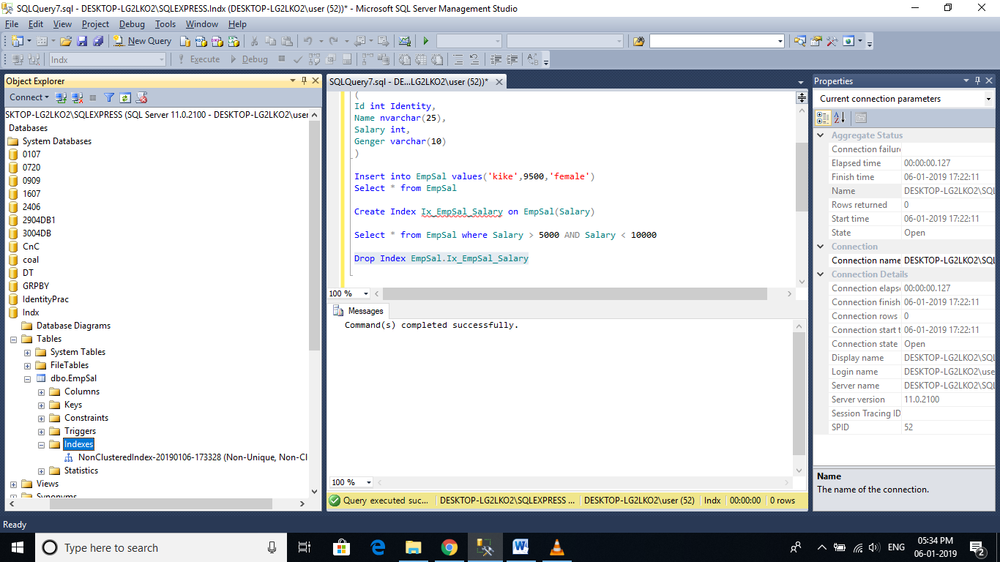 SQLQuery7.sql - DESKTOP-LG2LKO2\SQLEXPRESS.Indx (DESKTOP-LG2LKO2\user (52))* - Microsoft SQL Server Management Studio
File Edit View Project Debug Tools Window Help
New Query
Indx Execute Debug
Object Explorer
Connect
SKTOP-LG2LKO2\SQLEXPRESS (SQL Server 11.0.2100 - DESKTOP-LG2LKO2\user
Databases
System Databases
0107
0720
0909
1607
2406
2904DB1
3004DB
CnC
coal
DT
GRPBY
IdentityPrac
Indx
Database Diagrams
Tables
System Tables
FileTables
dbo.EmpSal
Columns
Keys
Constraints
Triggers
Indexes
NonClusteredIndex-20190106-173328 (Non-Unique, Non-Cl
Statistics
Views
Synonyms
SQLQuery7.sql - DE...LG2LKO2\user (52))*
(
Id int Identity,
Name nvarchar(25),
Salary int,
Genger varchar(10)
)
Insert into EmpSal values('kike',9500,'female')
Select * from EmpSal
Create Index Ix_EmpSal_Salary on EmpSal(Salary)
Select * from EmpSal where Salary > 5000 AND Salary < 10000
Drop Index EmpSal.Ix_EmpSal_Salary
100 %
Messages
Command(s) completed successfully.
100 %
Query executed suc... DESKTOP-LG2LKO2\SQLEXPRESS ... DESKTOP-LG2LKO2\user (52) Indx 00:00:00 0 rows
Properties
Current connection parameters
Aggregate Status
Connection failure
Elapsed time 00:00:00.127
Finish time 06-01-2019 17:22:11
Name DESKTOP-LG2LKO2\SQL
Rows returned 0
Start time 06-01-2019 17:22:11
State Open
Connection
Connection name DESKTOP-LG2LKO2\SQL
Connection Details
Connection elaps 00:00:00.127
Connection finish 06-01-2019 17:22:11
Connection rows 0
Connection start t 06-01-2019 17:22:11
Connection state Open
Display name DESKTOP-LG2LKO2\SQL
Login name DESKTOP-LG2LKO2\use
Server name DESKTOP-LG2LKO2\SQL
Server version 11.0.2100
Session Tracing ID
SPID 52
Name
The name of the connection.
Ready
Type here to search
ENG
05:34 PM
06-01-2019
2